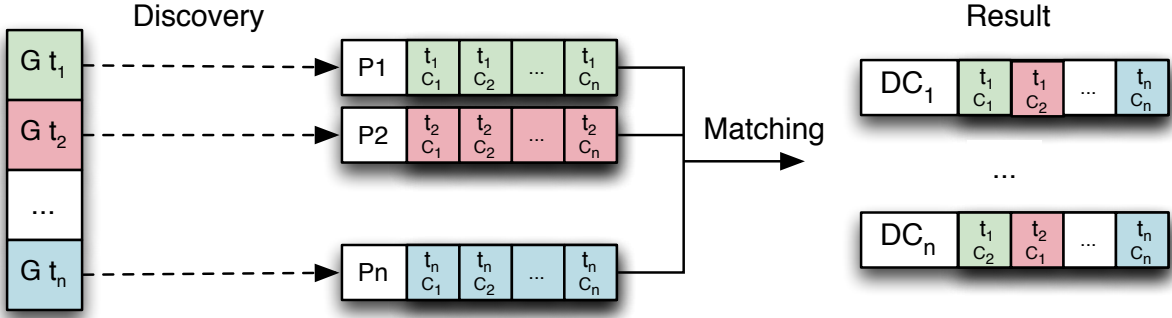 Discovery
Result
G t1
P1 t1 C1 t1 C2 ... t1 Cn
DC1 t1 C1 t1 C2 ... tn Cn
G t2
P2 t2 C1 t2 C2 ... t2 Cn
Matching
...
...
G tn
Pn tn C1 tn C2 ... tn Cn
DCn t1 C2 t2 C1 ... tn Cn